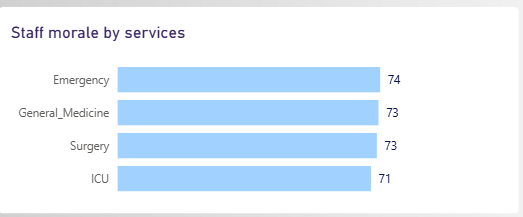 Staff morale by services
Emergency 74
General_Medicine 73
Surgery 73
ICU 71